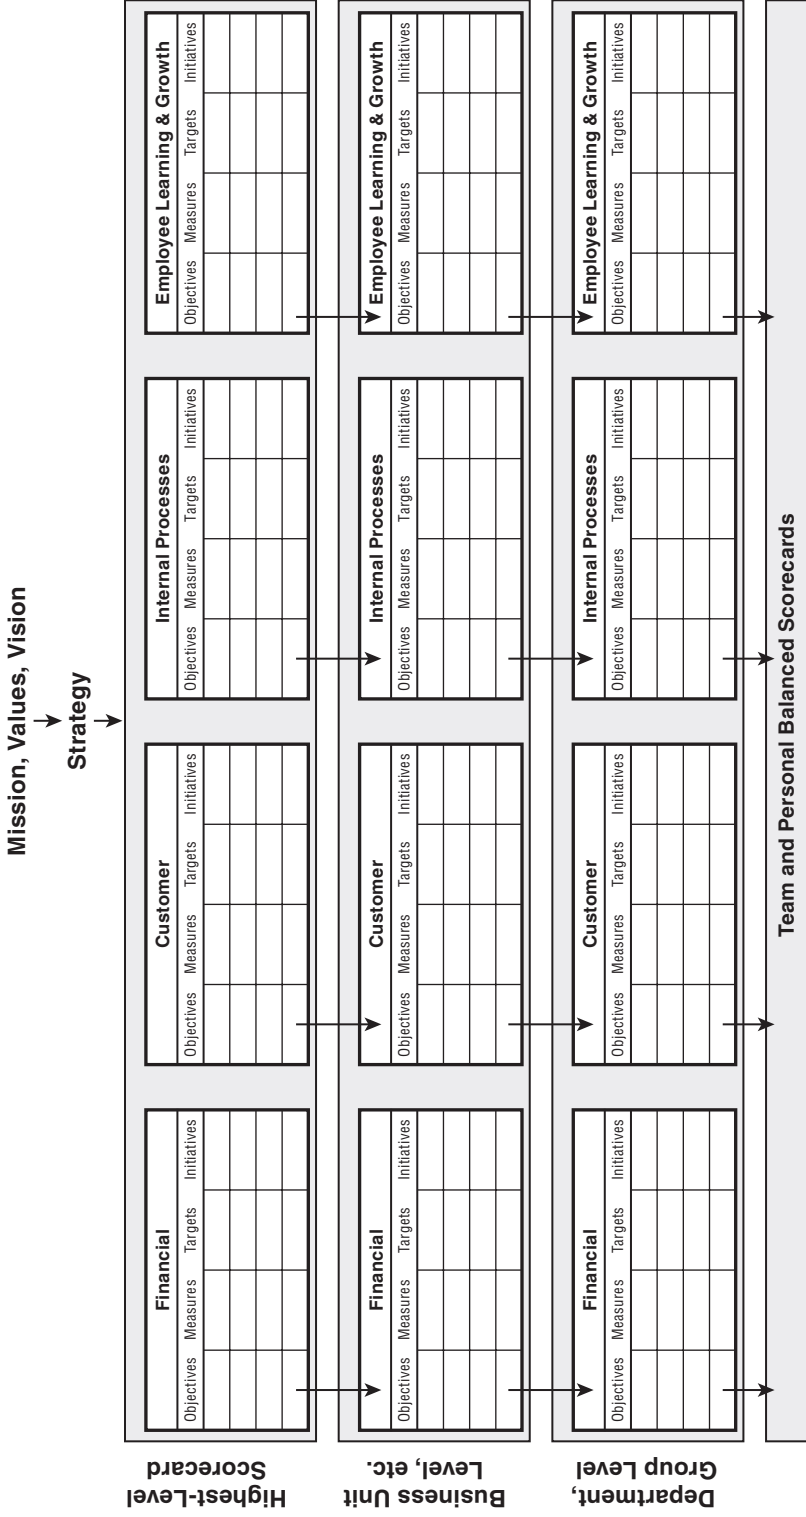 Mission, Values, Vision
Strategy
Highest-Level
Scorecard
Financial
Objectives Measures Targets Initiatives
Customer
Objectives Measures Targets Initiatives
Internal Processes
Objectives Measures Targets Initiatives
Employee Learning & Growth
Objectives Measures Targets Initiatives
Business Unit
Level, etc.
Financial
Objectives Measures Targets Initiatives
Customer
Objectives Measures Targets Initiatives
Internal Processes
Objectives Measures Targets Initiatives
Employee Learning & Growth
Objectives Measures Targets Initiatives
Department,
Group Level
Financial
Objectives Measures Targets Initiatives
Customer
Objectives Measures Targets Initiatives
Internal Processes
Objectives Measures Targets Initiatives
Employee Learning & Growth
Objectives Measures Targets Initiatives
Team and Personal Balanced Scorecards